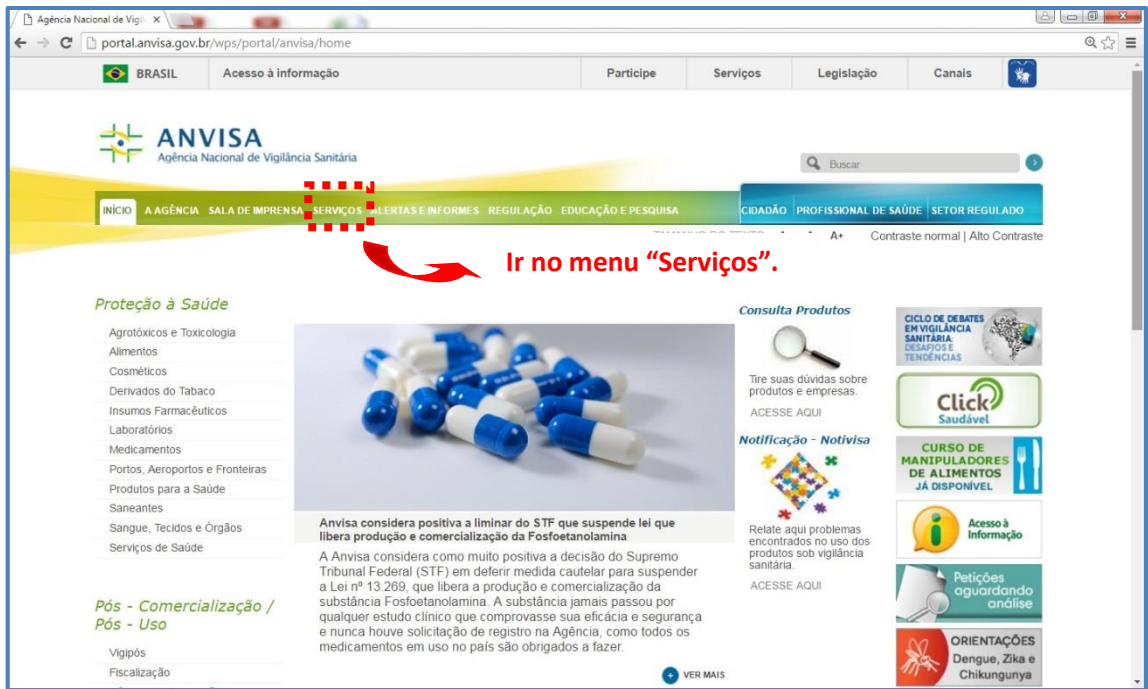 Agência Nacional de Vigil
portal.anvisa.gov.br/wps/portal/anvisa/home
BRASIL Acesso à informação Participe Serviços Legislação Canais
ANVISA
Agência Nacional de Vigilância Sanitária
Buscar
INÍCIO A AGÊNCIA SALA DE IMPRENSA SERVIÇOS ALERTAS E INFORMES REGULAÇÃO EDUCAÇÃO E PESQUISA CIDADÃO PROFISSIONAL DE SAÚDE SETOR REGULADO
A+ Contraste normal | Alto Contraste
Ir no menu “Serviços”.
Proteção à Saúde
Agrotóxicos e Toxicologia
Alimentos
Cosméticos
Derivados do Tabaco
Insumos Farmacêuticos
Laboratórios
Medicamentos
Portos, Aeroportos e Fronteiras
Produtos para a Saúde
Saneantes
Sangue, Tecidos e Órgãos
Serviços de Saúde
Pós - Comercialização /
Pós - Uso
Vigipós
Fiscalização
Anvisa considera positiva a liminar do STF que suspende lei que
libera produção e comercialização da Fosfoetanolamina
A Anvisa considera como muito positiva a decisão do Supremo
Tribunal Federal (STF) em deferir medida cautelar para suspender
a Lei nº 13.269, que libera a produção e comercialização da
substância Fosfoetanolamina. A substância jamais passou por
qualquer estudo clínico que comprovasse sua eficácia e segurança
e nunca houve solicitação de registro na Agência, como todos os
medicamentos em uso no país são obrigados a fazer.
VER MAIS
Consulta Produtos
Tire suas dúvidas sobre
produtos e empresas.
ACESSE AQUI
Notificação - Notivisa
Relate aqui problemas
encontrados no uso dos
produtos sob vigilância
sanitária.
ACESSE AQUI
CICLO DE DEBATES
EM VIGILÂNCIA
SANITÁRIA:
DESAFIOS E
TENDÊNCIAS
Click
Saudável
CURSO DE
MANIPULADORES
DE ALIMENTOS
JÁ DISPONÍVEL
Acesso à
Informação
Petições
aguardando
análise
ORIENTAÇÕES
Dengue, Zika e
Chikungunya